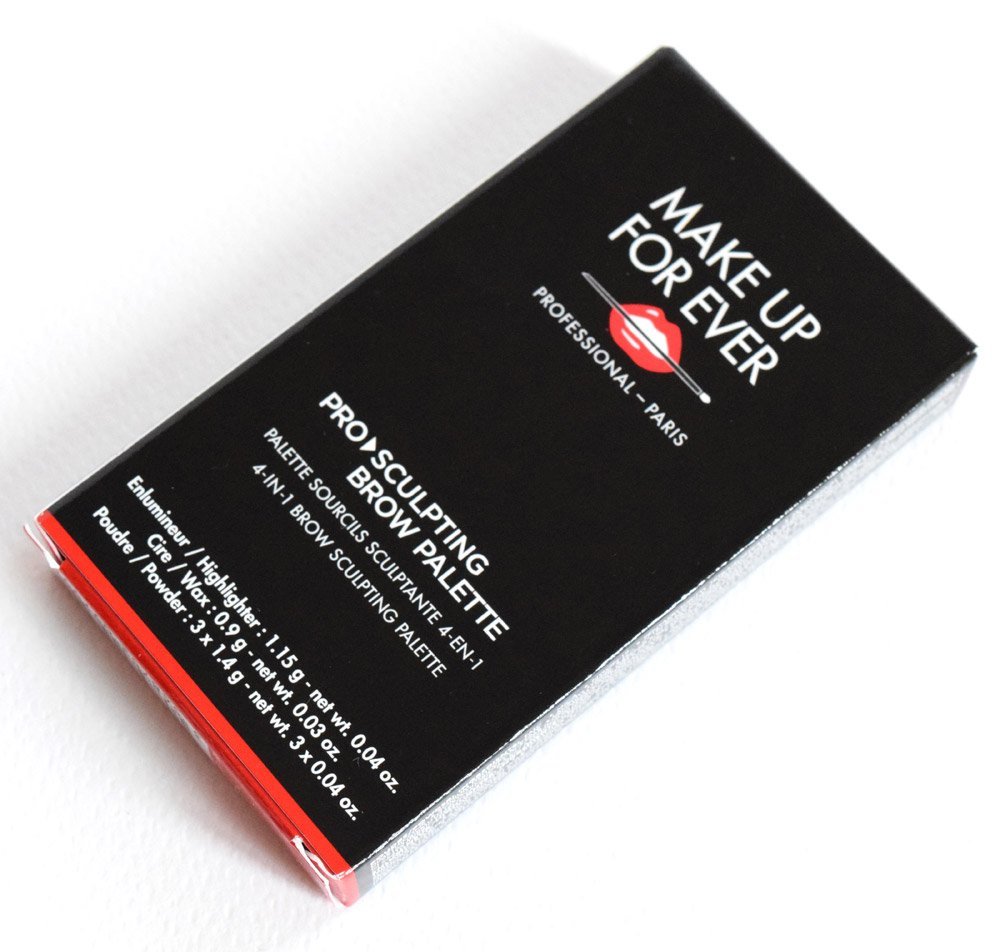 MAKE UP
FOR EVER
PROFESSIONAL – PARIS
PRO SCULPTING
BROW PALETTE
PALETTE SOURCILS SCULPTANTE 4-EN-1
4-IN-1 BROW SCULPTING PALETTE
Enlumineur / Highlighter : 1.15 g - net wt. 0.04 oz.
Cire / Wax : 0.9 g - net wt. 0.03 oz.
Poudre / Powder : 3 x 1.4 g - net wt. 3 x 0.04 oz.